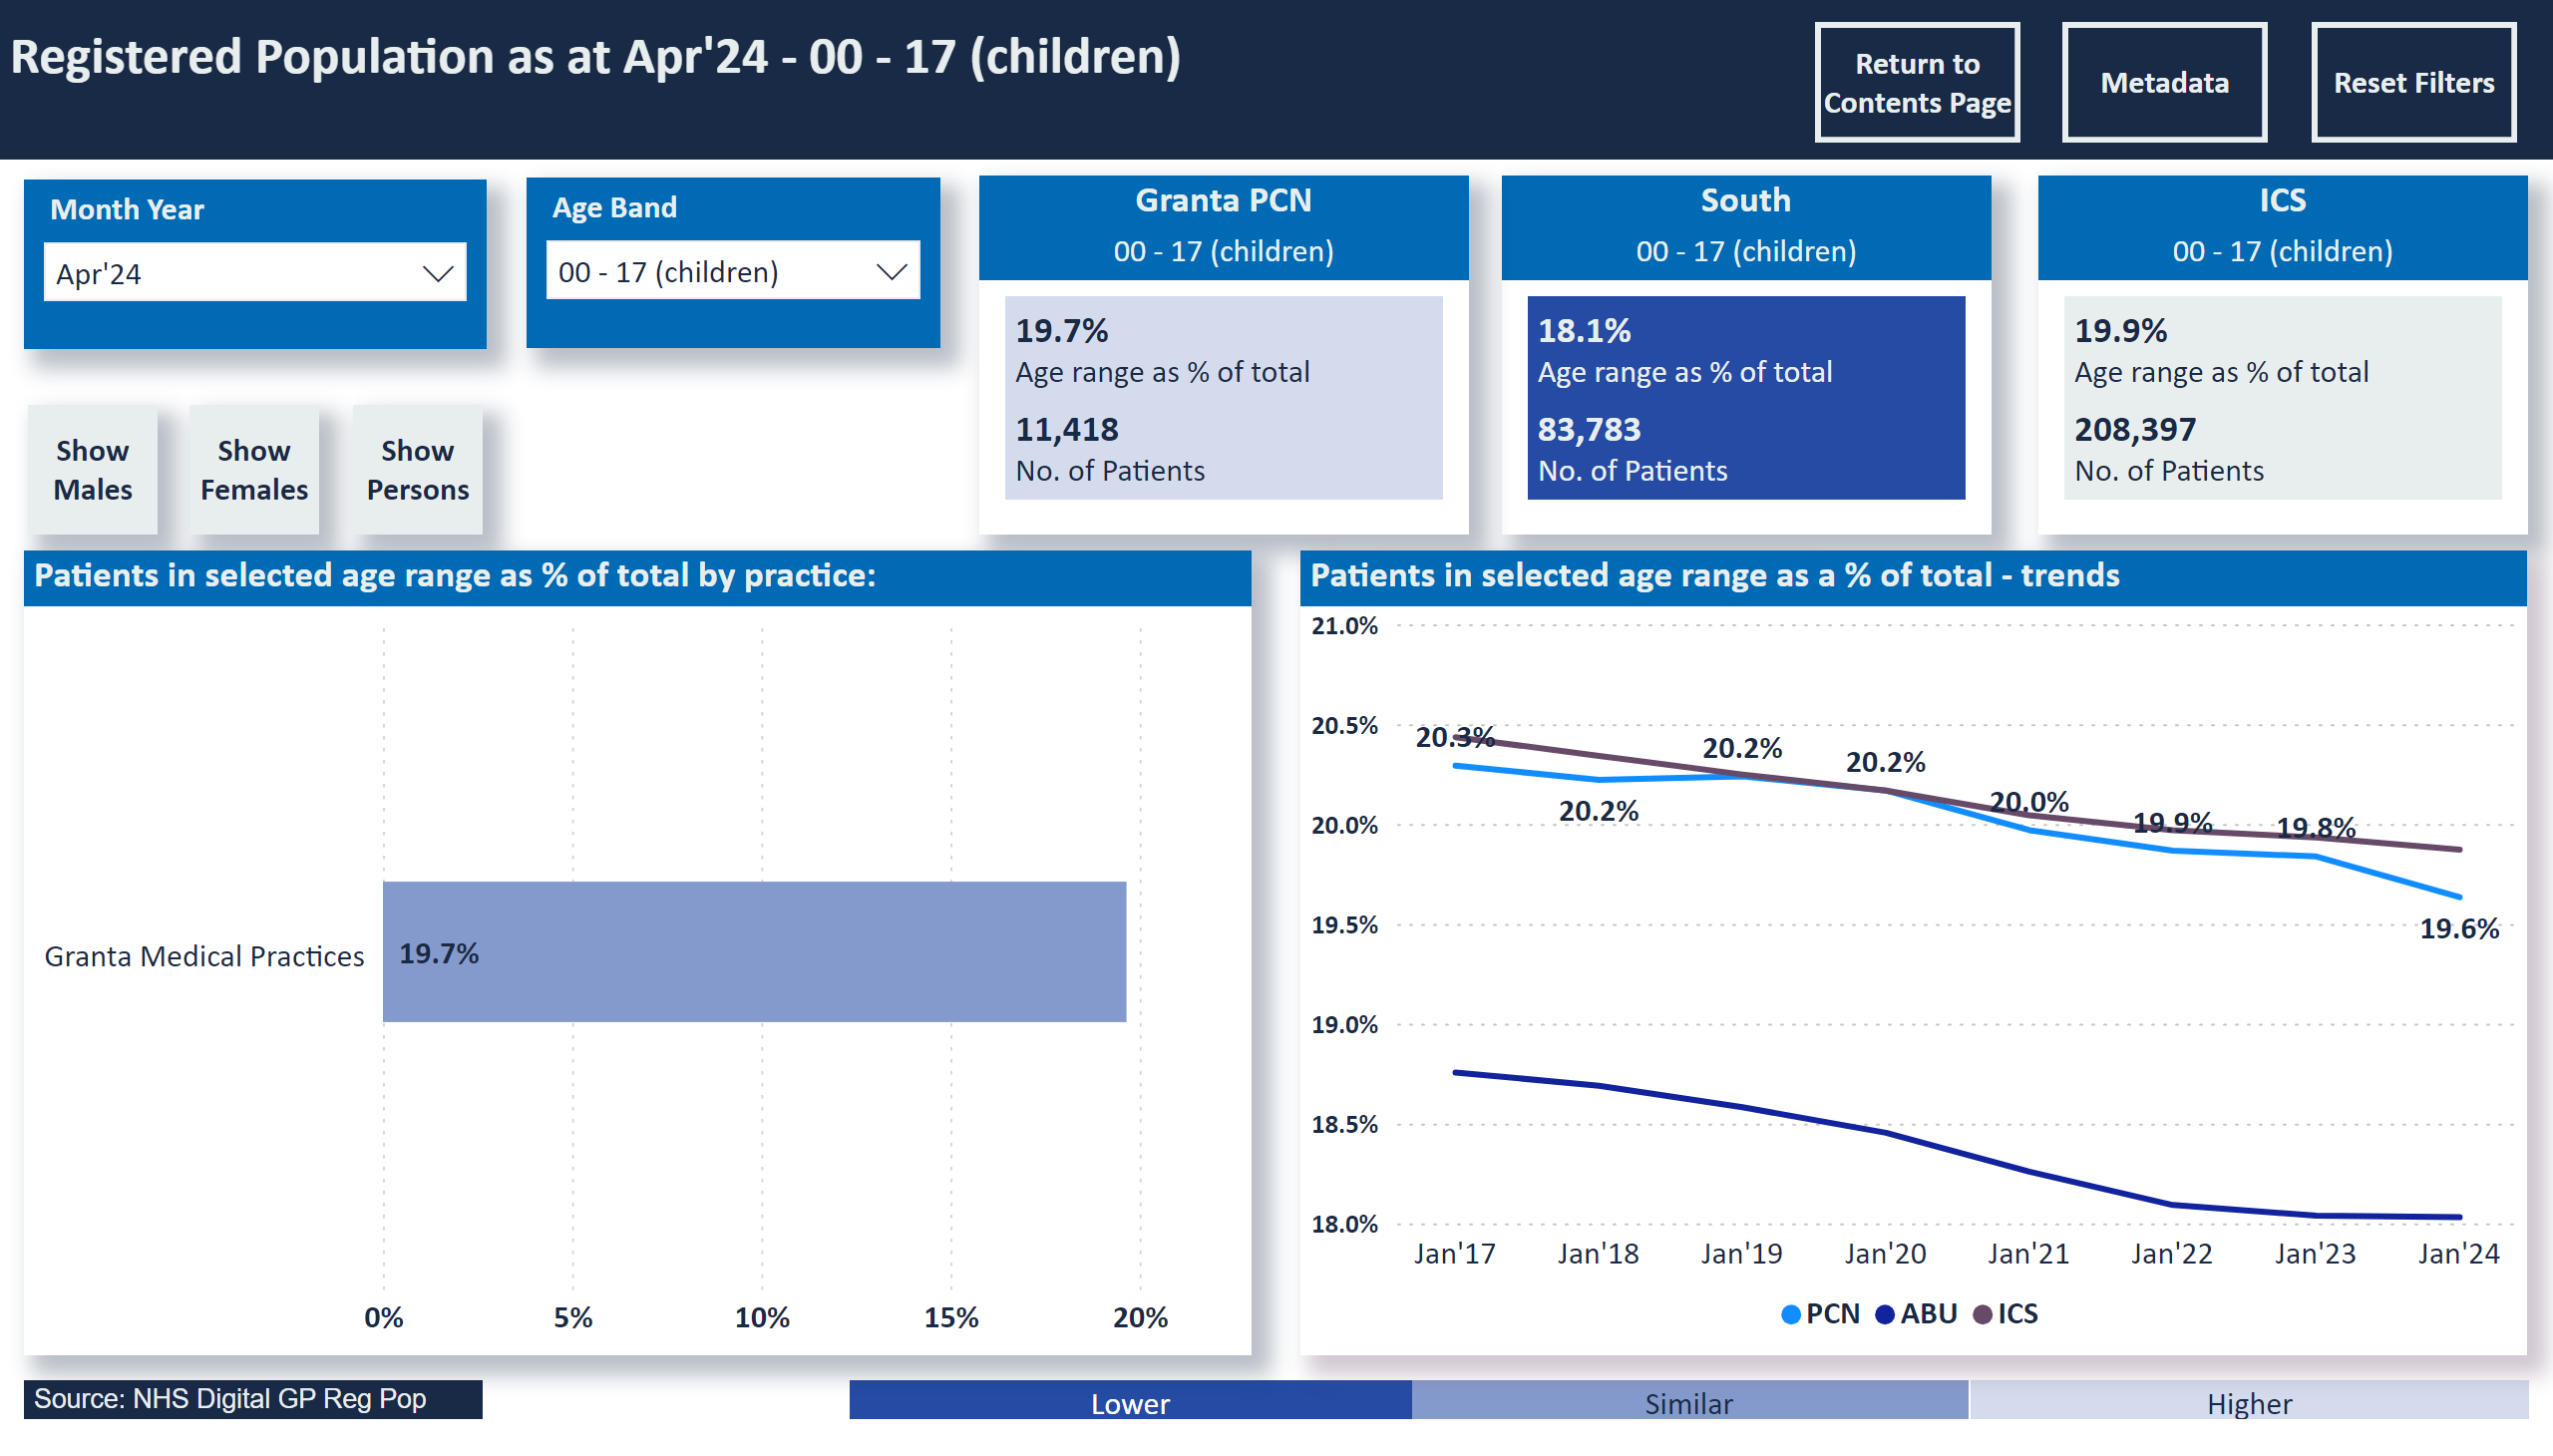 Registered Population as at Apr'24 - 00 - 17 (children)
Return to
Contents Page
Metadata
Reset Filters
Month Year
Apr'24
Age Band
00 - 17 (children)
Granta PCN
00 - 17 (children)
19.7%
Age range as % of total
11,418
No. of Patients
South
00 - 17 (children)
18.1%
Age range as % of total
83,783
No. of Patients
ICS
00 - 17 (children)
19.9%
Age range as % of total
208,397
No. of Patients
Show
Males
Show
Females
Show
Persons
Patients in selected age range as % of total by practice:
Granta Medical Practices
19.7%
0%
5%
10%
15%
20%
Patients in selected age range as a % of total - trends
21.0%
20.5%
20.0%
19.5%
19.0%
18.5%
18.0%
20.3%
20.2%
20.2%
20.2%
20.0%
19.9%
19.8%
19.6%
Jan'17
Jan'18
Jan'19
Jan'20
Jan'21
Jan'22
Jan'23
Jan'24
PCN
ABU
ICS
Source: NHS Digital GP Reg Pop
Lower
Similar
Higher